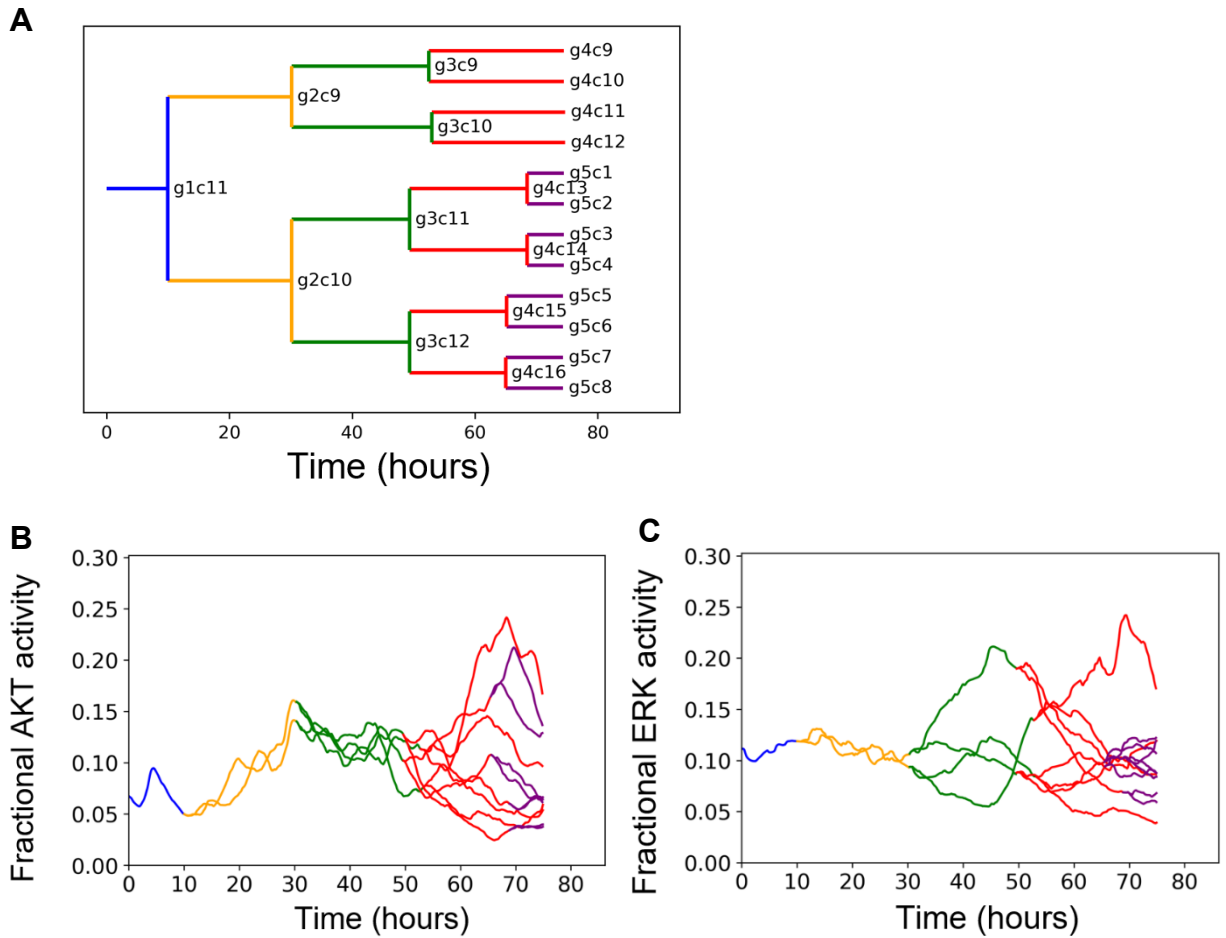 A
g4c9
g3c9
g4c10
g2c9
g4c11
g3c10
g4c12
g5c1
g1c11
g4c13
g5c2
g3c11
g5c3
g4c14
g5c4
g2c10
g5c5
g4c15
g5c6
g3c12
g5c7
g4c16
g5c8
0 20 40 60 80
Time (hours)
B
Fractional AKT activity
0.30
0.25
0.20
0.15
0.10
0.05
0.00
0 10 20 30 40 50 60 70 80
Time (hours)
C
Fractional ERK activity
0.30
0.25
0.20
0.15
0.10
0.05
0.00
0 10 20 30 40 50 60 70 80
Time (hours)